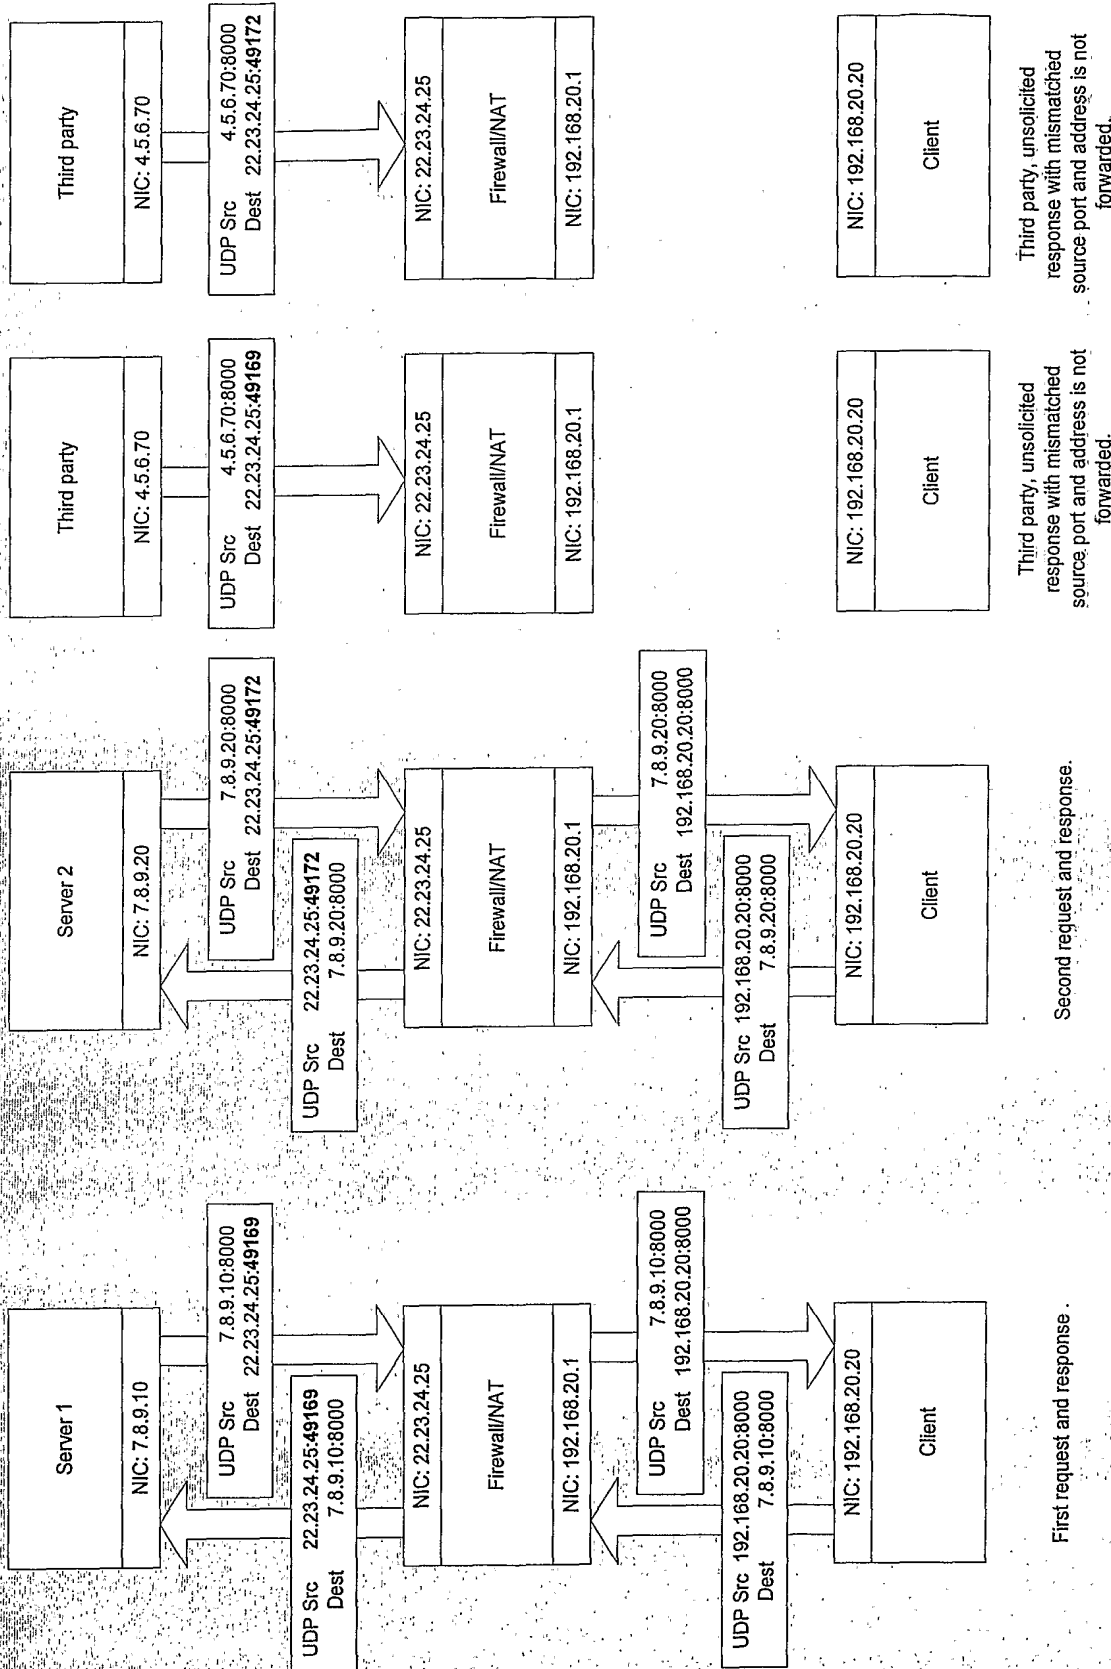 Server 1
NIC: 7.8.9.10
UDP Src 7.8.9.10:8000
Dest 22.23.24.25:49169
UDP Src 22.23.24.25:49169
Dest 7.8.9.10:8000
NIC: 22.23.24.25
Firewall/NAT
NIC: 192.168.20.1
UDP Src 7.8.9.10:8000
Dest 192.168.20.20:8000
UDP Src 192.168.20.20:8000
Dest 7.8.9.10:8000
NIC: 192.168.20.20
Client
First request and response.
Server 2
NIC: 7.8.9.20
UDP Src 7.8.9.20:8000
Dest 22.23.24.25:49172
UDP Src 22.23.24.25:49172
Dest 7.8.9.20:8000
NIC: 22.23.24.25
Firewall/NAT
NIC: 192.168.20.1
UDP Src 7.8.9.20:8000
Dest 192.168.20.20:8000
UDP Src 192.168.20.20:8000
Dest 7.8.9.20:8000
NIC: 192.168.20.20
Client
Second request and response.
Third party
NIC: 4.5.6.70
UDP Src 4.5.6.70:8000
Dest 22.23.24.25:49169
NIC: 22.23.24.25
Firewall/NAT
NIC: 192.168.20.1
NIC: 192.168.20.20
Client
Third party, unsolicited
response with mismatched
source port and address is not
forwarded.
Third party
NIC: 4.5.6.70
UDP Src 4.5.6.70:8000
Dest 22.23.24.25:49172
NIC: 22.23.24.25
Firewall/NAT
NIC: 192.168.20.1
NIC: 192.168.20.20
Client
Third party, unsolicited
response with mismatched
source port and address is not
forwarded.